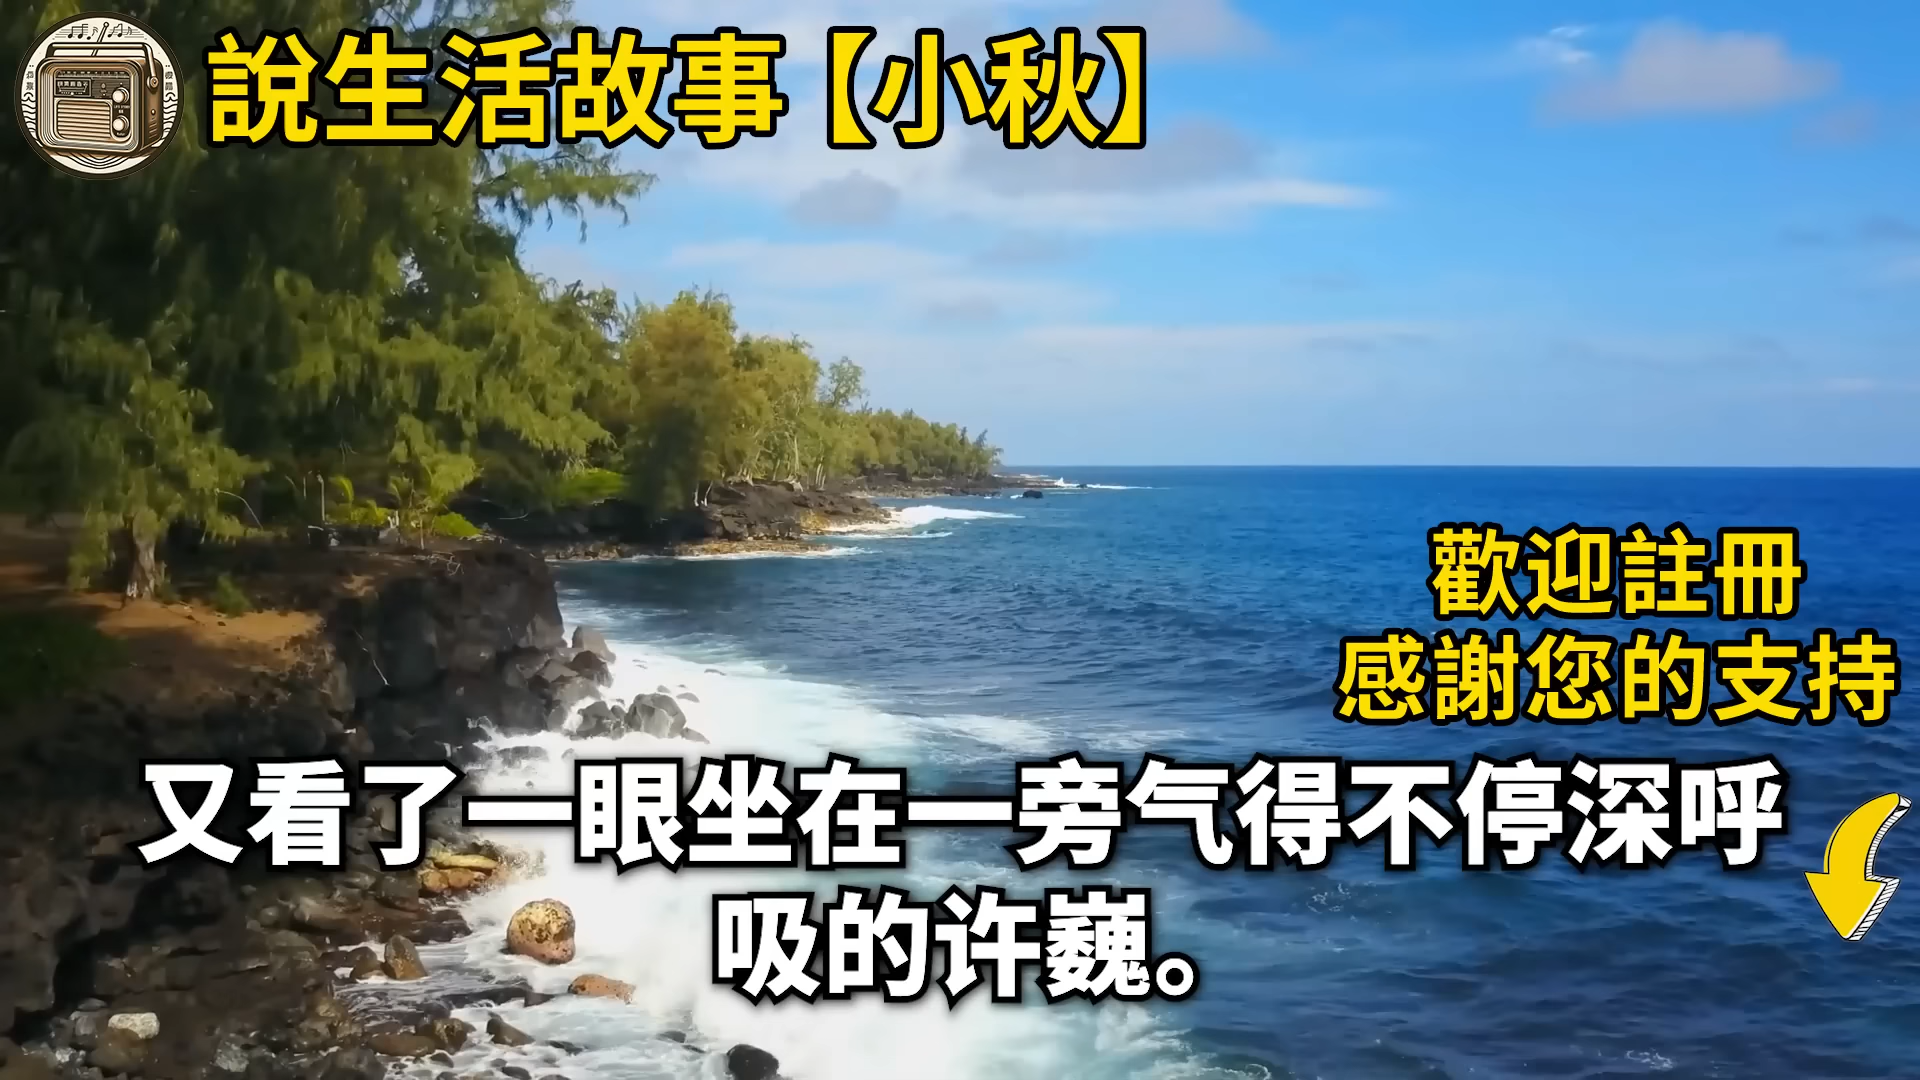 說生活故事【小秋】
歡迎註冊
感謝您的支持
又看了一眼坐在一旁气得不停深呼
吸的许巍。